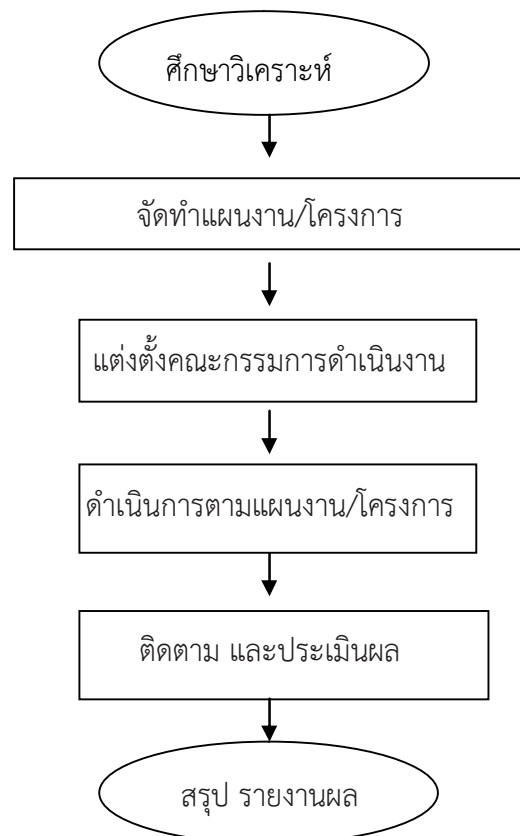 ศึกษาวิเคราะห์
จัดทำแผนงาน/โครงการ
แต่งตั้งคณะกรรมการดำเนินงาน
ดำเนินการตามแผนงาน/โครงการ
ติดตาม และประเมินผล
สรุป รายงานผล